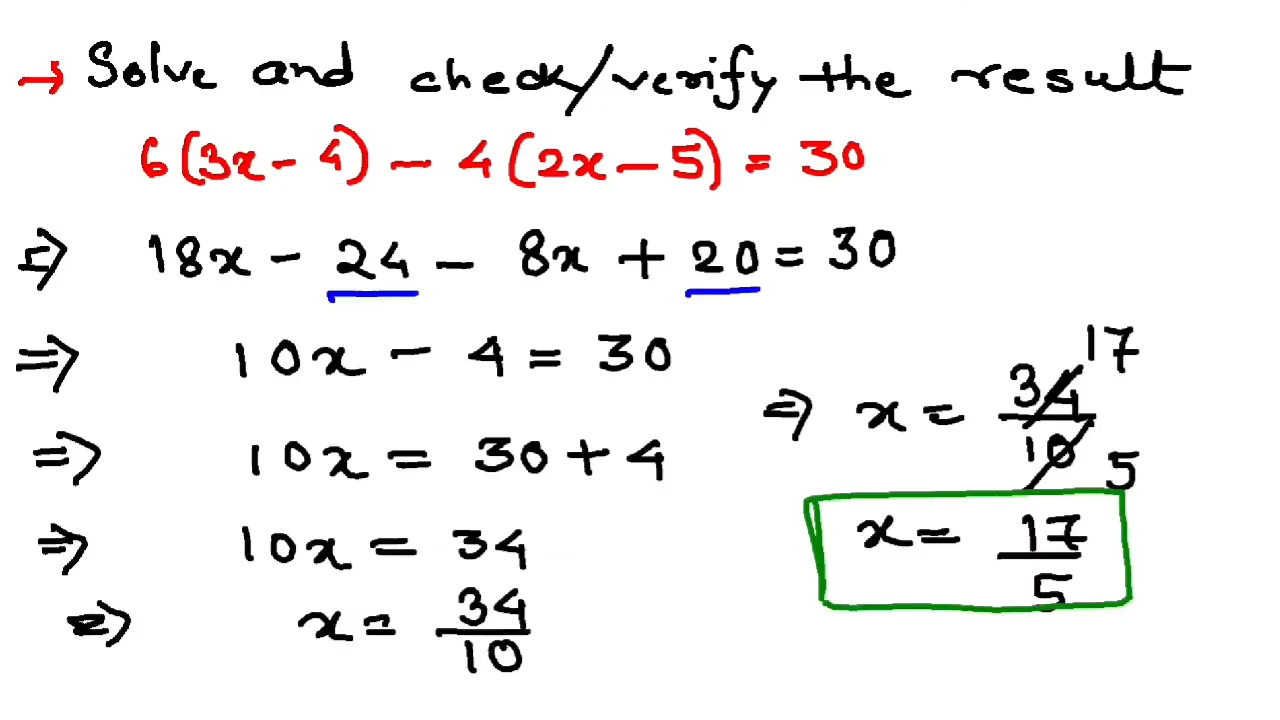 → Solve and check/verify the result
6(3x - 4) - 4(2x - 5) = 30
⇒ 18x - 24 - 8x + 20 = 30
⇒ 10x - 4 = 30
⇒ 10x = 30 + 4
⇒ 10x = 34
⇒ x = 34/10
⇒ x = 34/10 17 5
x = 17/5